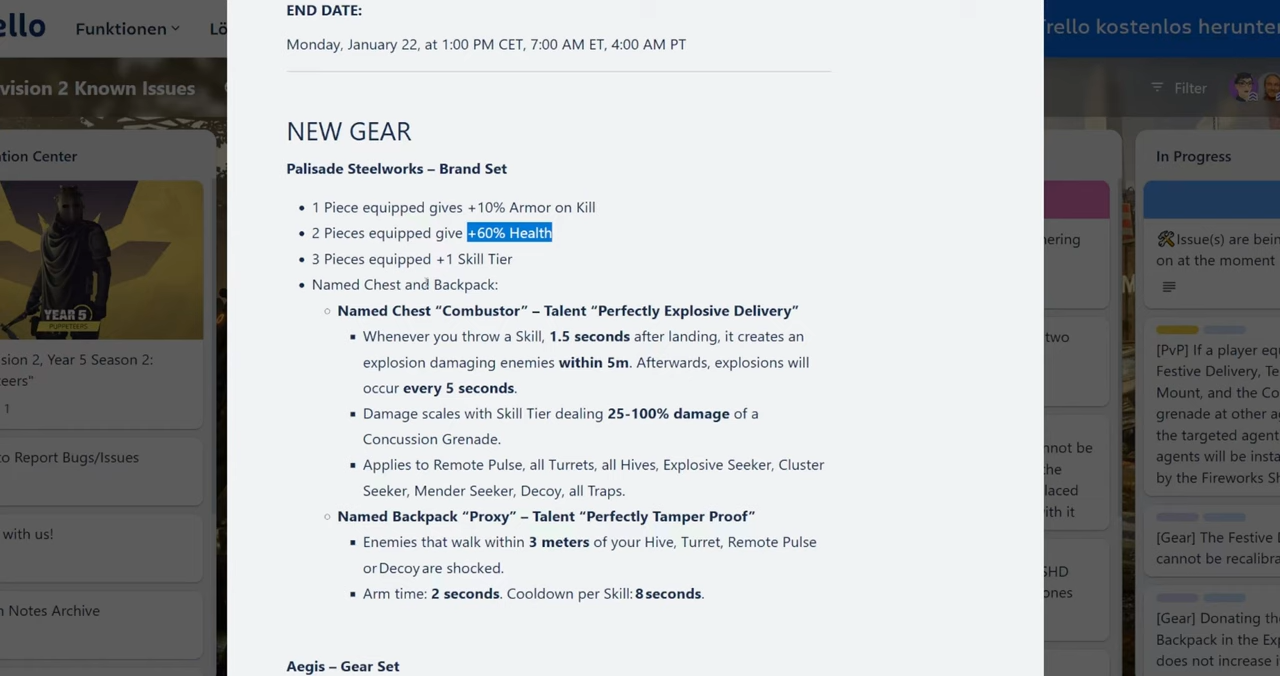 ello
Funktionen
Lö
Trello kostenlos herunter
vision 2 Known Issues
Filter
ation Center
YEAR 5
PUPPETEERS
sion 2, Year 5 Season 2:
teers"
1
to Report Bugs/Issues
with us!
n Notes Archive
END DATE:
Monday, January 22, at 1:00 PM CET, 7:00 AM ET, 4:00 AM PT
NEW GEAR
Palisade Steelworks – Brand Set
• 1 Piece equipped gives +10% Armor on Kill
• 2 Pieces equipped give +60% Health
• 3 Pieces equipped +1 Skill Tier
• Named Chest and Backpack:
○ Named Chest “Combustor” – Talent “Perfectly Explosive Delivery”
▪ Whenever you throw a Skill, 1.5 seconds after landing, it creates an
explosion damaging enemies within 5m. Afterwards, explosions will
occur every 5 seconds.
▪ Damage scales with Skill Tier dealing 25-100% damage of a
Concussion Grenade.
▪ Applies to Remote Pulse, all Turrets, all Hives, Explosive Seeker, Cluster
Seeker, Mender Seeker, Decoy, all Traps.
○ Named Backpack “Proxy” – Talent “Perfectly Tamper Proof”
▪ Enemies that walk within 3 meters of your Hive, Turret, Remote Pulse
or Decoy are shocked.
▪ Arm time: 2 seconds. Cooldown per Skill: 8 seconds.
Aegis – Gear Set
hering
M
two
nnot be
the
laced
with it
SHD
ones
In Progress
🛠Issue(s) are bein
on at the moment
[PvP] If a player equ
Festive Delivery, Te
Mount, and the Co
grenade at other a
the targeted agent
agents will be insta
by the Fireworks Sh
[Gear] The Festive D
cannot be recalibra
[Gear] Donating the
Backpack in the Exp
does not increase i